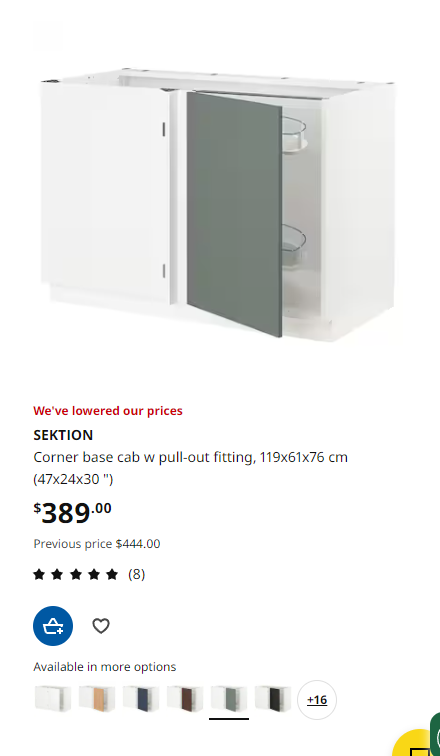 We've lowered our prices
SEKTION
Corner base cab w pull-out fitting, 119x61x76 cm
(47x24x30 ")
$389.00
Previous price $444.00
(8)
Available in more options
+16